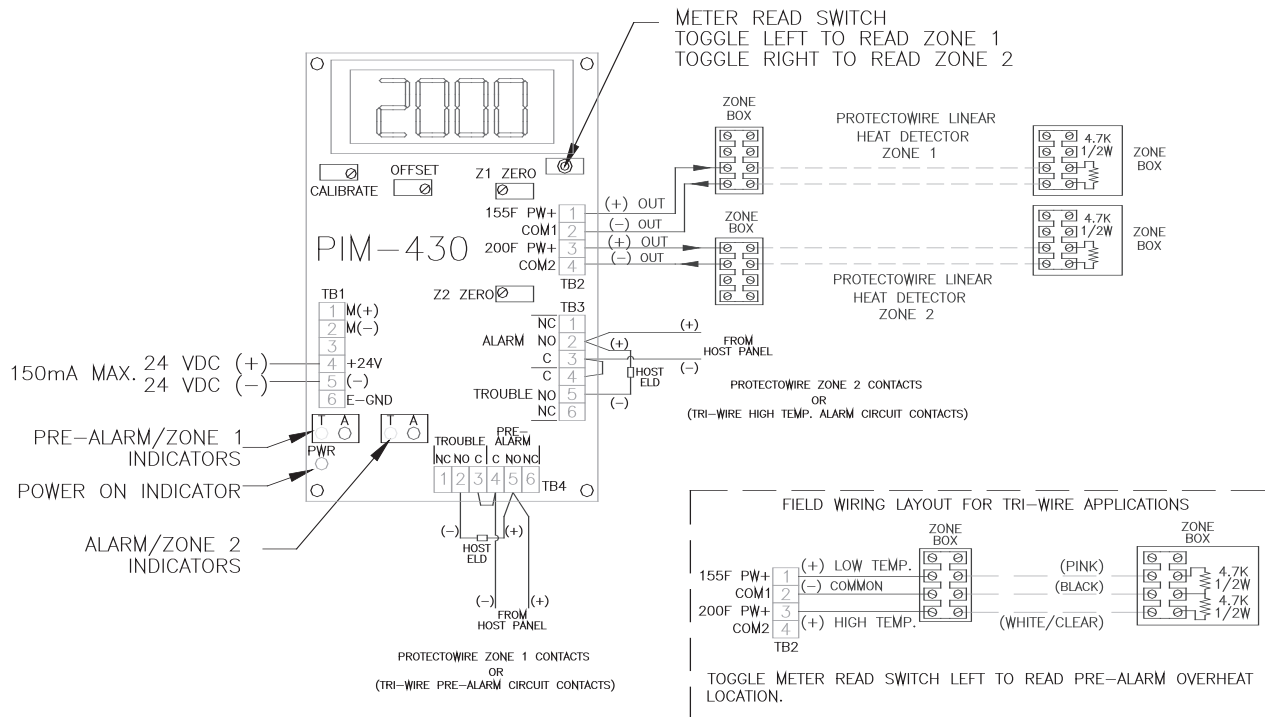 METER READ SWITCH
TOGGLE LEFT TO READ ZONE 1
TOGGLE RIGHT TO READ ZONE 2
2000
CALIBRATE
OFFSET
Z1 ZERO
155F PW+ 1
COM1 2
200F PW+ 3
COM2 4
TB2
(+) OUT
(-) OUT
(+) OUT
(-) OUT
ZONE
BOX
PROTECTOWIRE LINEAR
HEAT DETECTOR
ZONE 1
4.7K
1/2W
ZONE
BOX
ZONE
BOX
PROTECTOWIRE LINEAR
HEAT DETECTOR
ZONE 2
4.7K
1/2W
ZONE
BOX
PIM-430
Z2 ZERO
TB1
1 M(+)
2 M(-)
3
4 +24V
5 (-)
6 E-GND
150mA MAX.
24 VDC (+)
24 VDC (-)
TB3
NC 1
ALARM NO 2
C 3
C 4
TROUBLE NO 5
NC 6
(+)
(+)
FROM
HOST PANEL
(-)
HOST
ELD
(-)
PROTECTOWIRE ZONE 2 CONTACTS
OR
(TRI-WIRE HIGH TEMP. ALARM CIRCUIT CONTACTS)
T A
T A
PRE-ALARM/ZONE 1
INDICATORS
PWR
POWER ON INDICATOR
ALARM/ZONE 2
INDICATORS
TROUBLE
PRE-
ALARM
NC NO C C NO NC
1 2 3 4 5 6
TB4
(-)
(+)
HOST
ELD
(-)
(+)
FROM
HOST PANEL
PROTECTOWIRE ZONE 1 CONTACTS
OR
(TRI-WIRE PRE-ALARM CIRCUIT CONTACTS)
FIELD WIRING LAYOUT FOR TRI-WIRE APPLICATIONS
155F PW+ 1
COM1 2
200F PW+ 3
COM2 4
TB2
(+) LOW TEMP.
(-) COMMON
(+) HIGH TEMP.
ZONE
BOX
(PINK)
(BLACK)
(WHITE/CLEAR)
ZONE
BOX
4.7K
1/2W
4.7K
1/2W
TOGGLE METER READ SWITCH LEFT TO READ PRE-ALARM OVERHEAT
LOCATION.